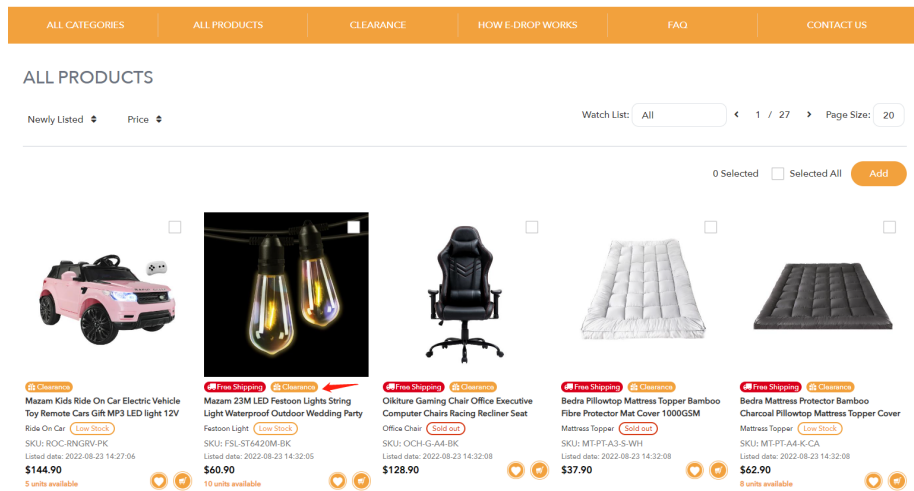 ALL CATEGORIES ALL PRODUCTS CLEARANCE HOW E-DROP WORKS FAQ CONTACT US
ALL PRODUCTS
Newly Listed Price Watch List: All 1 / 27 Page Size: 20
0 Selected Selected All Add
Clearance
Mazam Kids Ride On Car Electric Vehicle
Toy Remote Cars Gift MP3 LED light 12V
Ride On Car Low Stock
SKU: ROC-RNGRV-PK
Listed date: 2022-08-23 14:27:06
$144.90
5 units available
Free Shipping Clearance
Mazam 23M LED Festoon Lights String
Light Waterproof Outdoor Wedding Party
Festoon Light Low Stock
SKU: FSL-ST6420M-BK
Listed date: 2022-08-23 14:32:05
$60.90
10 units available
Free Shipping Clearance
Oikiture Gaming Chair Office Executive
Computer Chairs Racing Recliner Seat
Office Chair Sold out
SKU: OCH-G-A4-BK
Listed date: 2022-08-23 14:32:08
$128.90
Free Shipping Clearance
Bedra Pillowtop Mattress Topper Bamboo
Fibre Protector Mat Cover 1000GSM
Mattress Topper Sold out
SKU: MT-PT-A3-S-WH
Listed date: 2022-08-23 14:32:08
$37.90
Free Shipping Clearance
Bedra Mattress Protector Bamboo
Charcoal Pillowtop Mattress Topper Cover
Mattress Topper Low Stock
SKU: MT-PT-A4-K-CA
Listed date: 2022-08-23 14:32:08
$62.90
8 units available